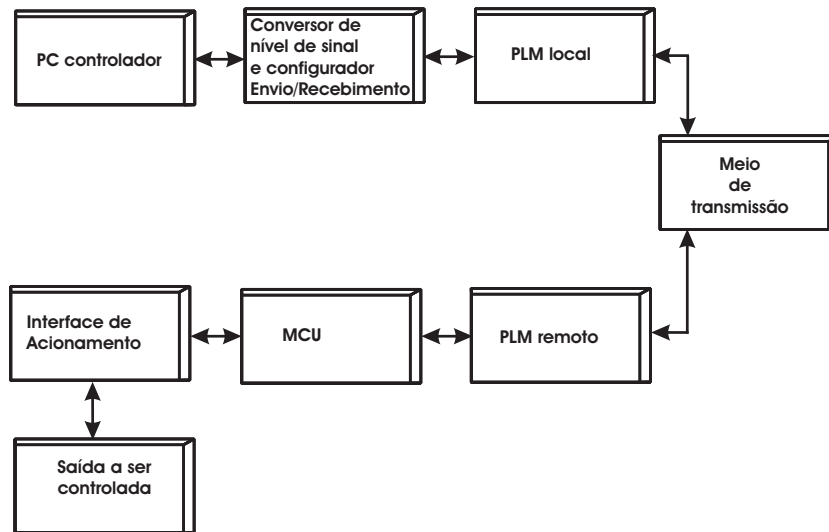 PC controlador
Conversor de
nível de sinal
e configurador
Envio/Recebimento
PLM local
Meio
de
transmissão
Interface de
Acionamento
MCU
PLM remoto
Saída a ser
controlada